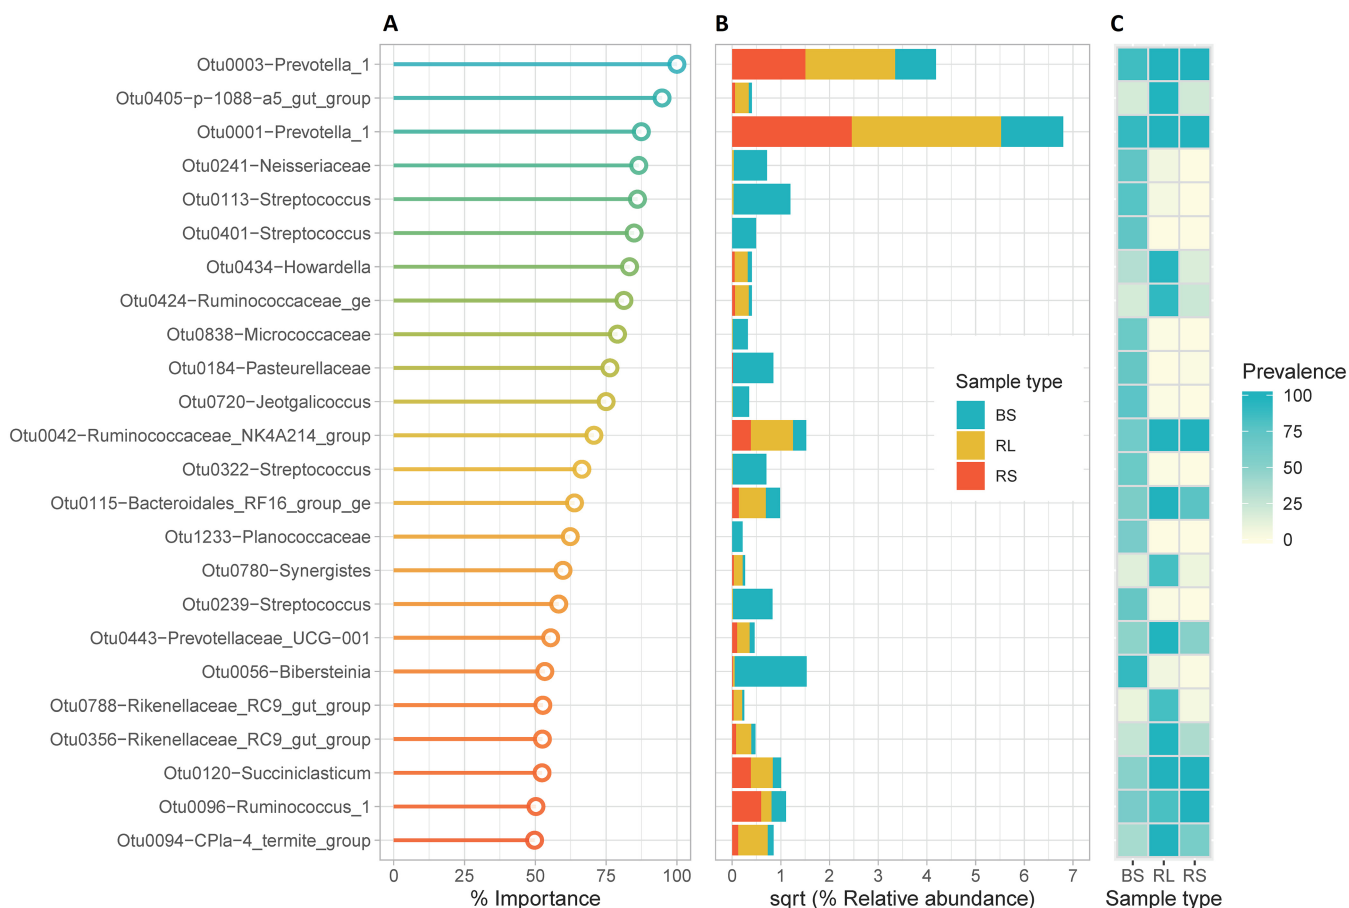 A
B
C
Otu0003−Prevotella_1
Otu0405−p-1088−a5_gut_group
Otu0001−Prevotella_1
Otu0241−Neisseriaceae
Otu0113−Streptococcus
Otu0401−Streptococcus
Otu0434−Howardella
Otu0424−Ruminococcaceae_ge
Otu0838−Micrococcaceae
Otu0184−Pasteurellaceae
Otu0720−Jeotgalicoccus
Otu0042−Ruminococcaceae_NK4A214_group
Otu0322−Streptococcus
Otu0115−Bacteroidales_RF16_group_ge
Otu1233−Planococcaceae
Otu0780−Synergistes
Otu0239−Streptococcus
Otu0443−Prevotellaceae_UCG−001
Otu0056−Bibersteinia
Otu0788−Rikenellaceae_RC9_gut_group
Otu0356−Rikenellaceae_RC9_gut_group
Otu0120−Succiniclasticum
Otu0096−Ruminococcus_1
Otu0094−CPla-4_termite_group
0 25 50 75 100
% Importance
Sample type
BS
RL
RS
0 1 2 3 4 5 6 7
sqrt (% Relative abundance)
BS RL RS
Sample type
Prevalence
100
75
50
25
0